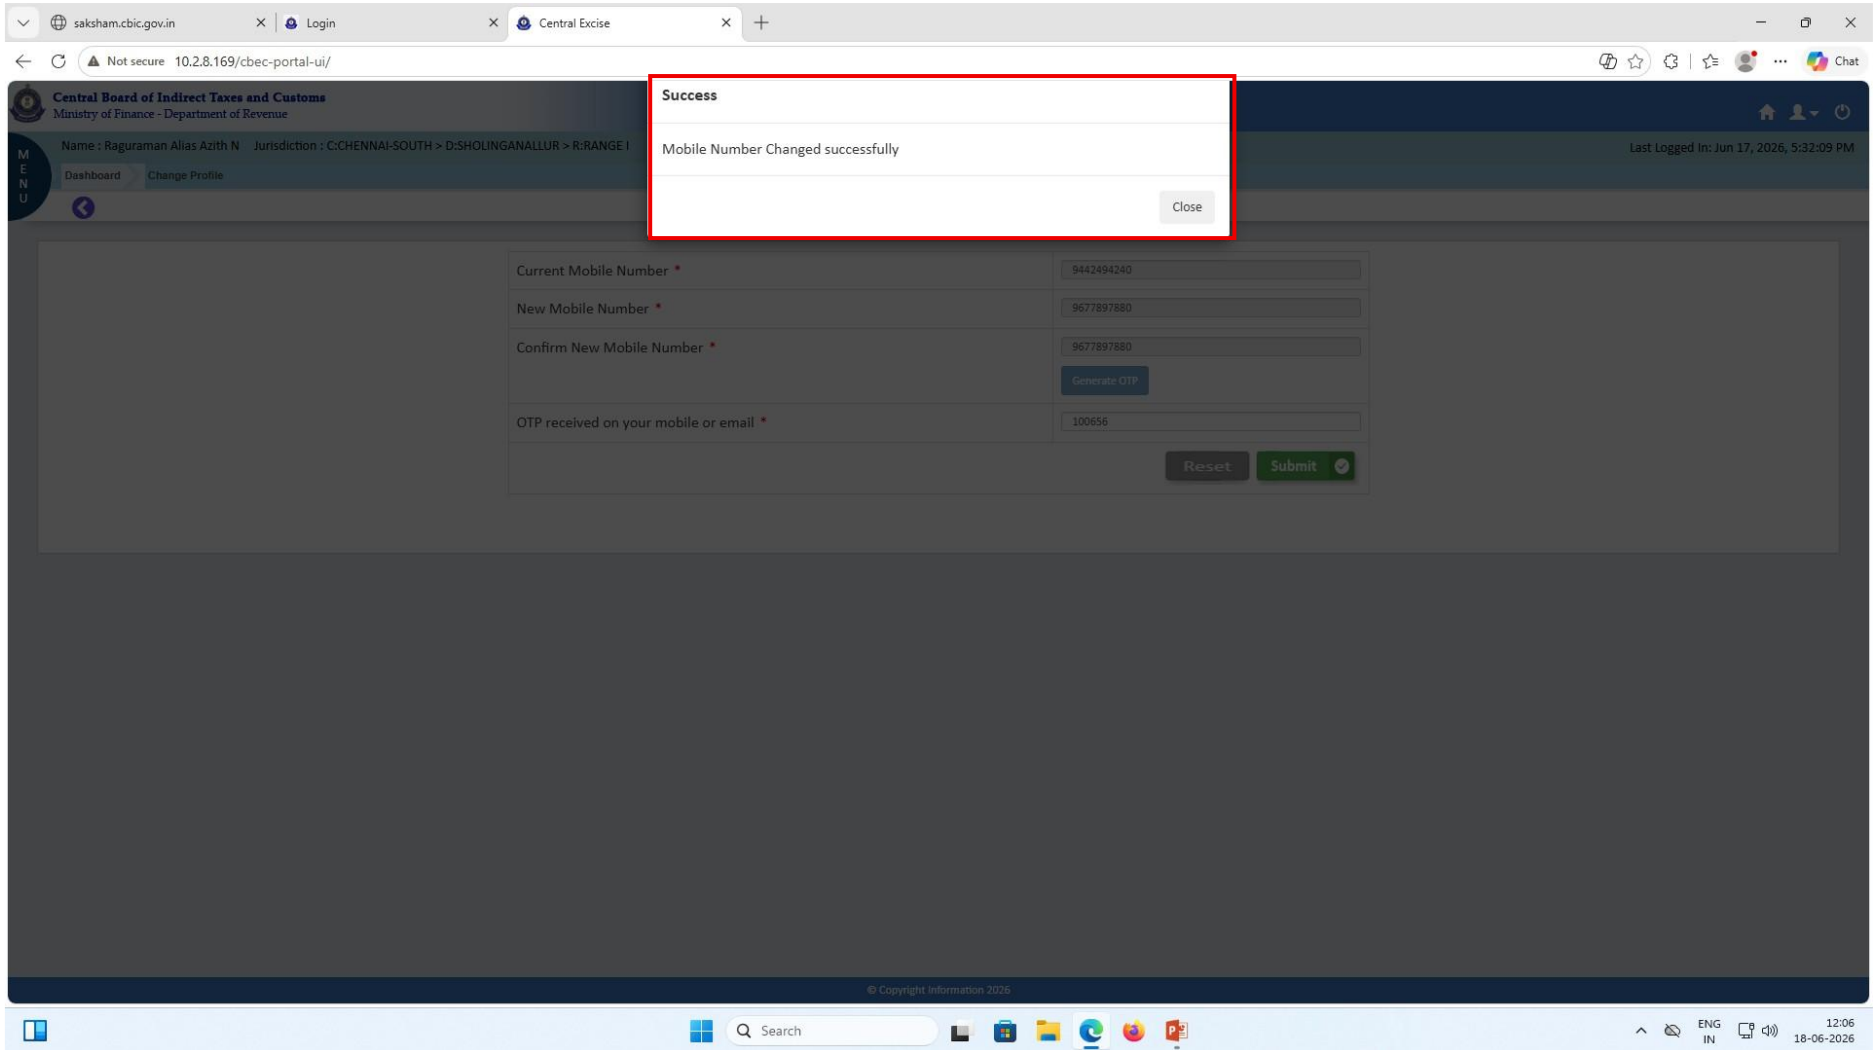 saksham.cbic.gov.in
Login
Central Excise
Not secure 10.2.8.169/cbec-portal-ui/
Chat
Central Board of Indirect Taxes and Customs
Ministry of Finance - Department of Revenue
Success
Name : Raguraman Alias Azith N Jurisdiction : C:CHENNAI-SOUTH > D:SHOLINGANALLUR > R:RANGE I
Mobile Number Changed successfully
Last Logged In: Jun 17, 2026, 5:32:09 PM
MENU
Dashboard
Change Profile
Close
Current Mobile Number * 9442494240
New Mobile Number * 9677897880
Confirm New Mobile Number * 9677897880
Generate OTP
OTP received on your mobile or email * 100656
Reset Submit
© Copyright Information 2026
Search
ENG
IN
12:06
18-06-2026